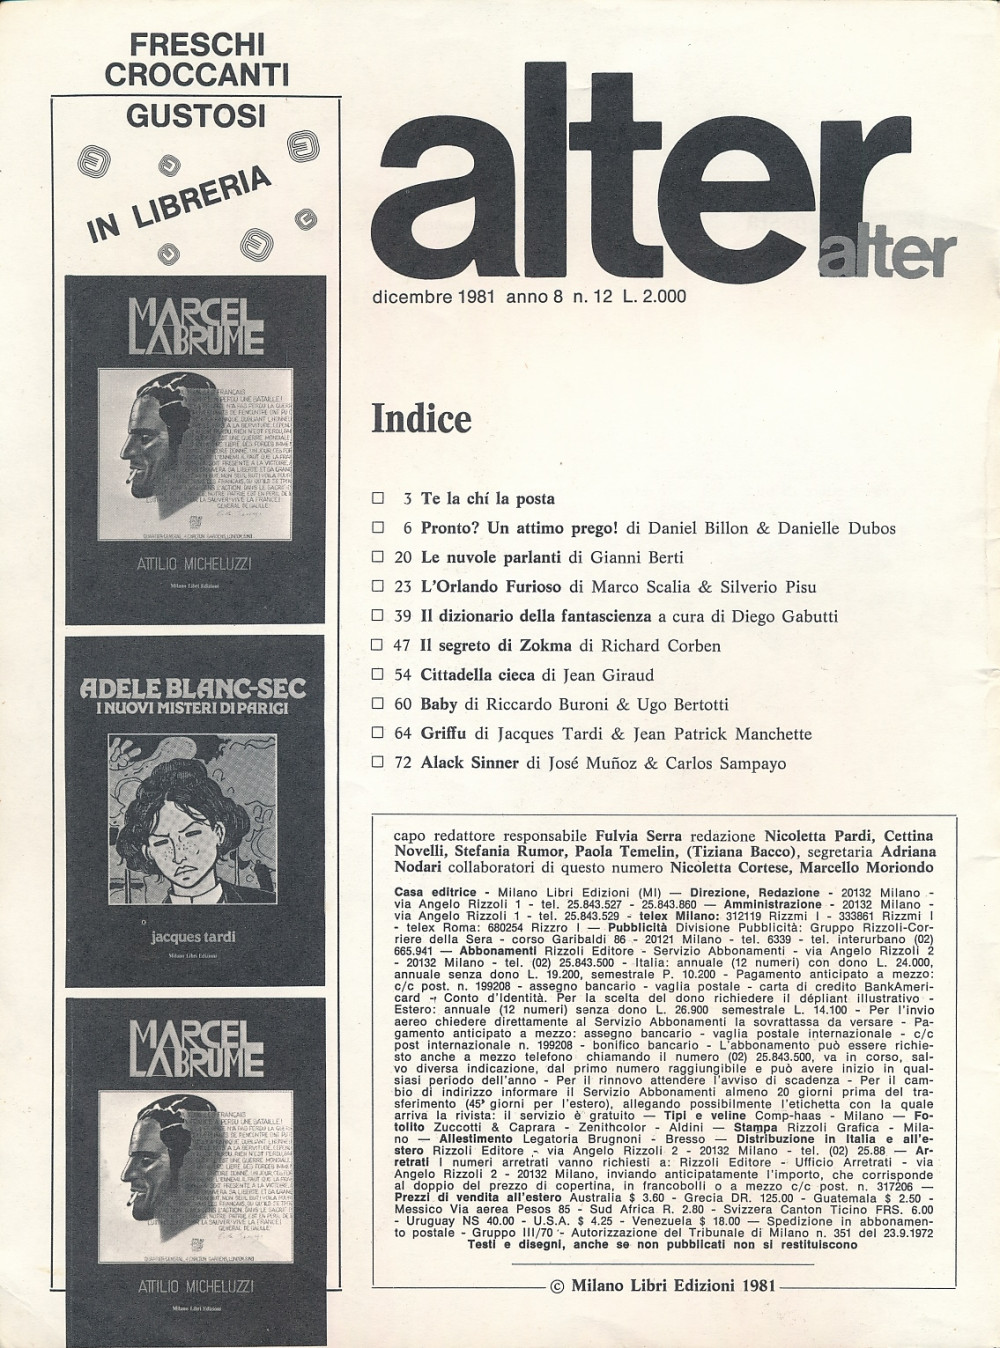 FRESCHI
CROCCANTI
GUSTOSI
IN LIBRERIA
MARCEL
LABRUME
ATTILIO MICHELUZZI
Milano Libri Edizioni
ADELE BLANC-SEC
I NUOVI MISTERI DI PARIGI
jacques tardi
Milano Libri Edizioni
MARCEL
LABRUME
ATTILIO MICHELUZZI
Milano Libri Edizioni
alter
alter
dicembre 1981 anno 8 n. 12 L. 2.000
Indice
3 Te la chí la posta
6 Pronto? Un attimo prego! di Daniel Billon & Danielle Dubos
20 Le nuvole parlanti di Gianni Berti
23 L'Orlando Furioso di Marco Scalia & Silverio Pisu
39 Il dizionario della fantascienza a cura di Diego Gabutti
47 Il segreto di Zokma di Richard Corben
54 Cittadella cieca di Jean Giraud
60 Baby di Riccardo Buroni & Ugo Bertotti
64 Griffu di Jacques Tardi & Jean Patrick Manchette
72 Alack Sinner di José Muñoz & Carlos Sampayo
capo redattore responsabile Fulvia Serra redazione Nicoletta Pardi, Cettina
Novelli, Stefania Rumor, Paola Temelin, (Tiziana Bacco), segretaria Adriana
Nodari collaboratori di questo numero Nicoletta Cortese, Marcello Moriondo
Casa editrice - Milano Libri Edizioni (MI) — Direzione, Redazione - 20132 Milano -
via Angelo Rizzoli 1 - tel. 25.843.527 - 25.843.860 — Amministrazione - 20132 Milano -
via Angelo Rizzoli 1 - tel. 25.843.529 - telex Milano: 312119 Rizzmi I - 333861 Rizzmi I
- telex Roma: 680254 Rizzro I — Pubblicità Divisione Pubblicità: Gruppo Rizzoli-Cor-
riere della Sera - corso Garibaldi 86 - 20121 Milano - tel. 6339 - tel. interurbano (02)
665.941 — Abbonamenti Rizzoli Editore - Servizio Abbonamenti - via Angelo Rizzoli 2
- 20132 Milano - tel. (02) 25.843.500 - Italia: annuale (12 numeri) con dono L. 24.000,
annuale senza dono L. 19.200, semestrale P. 10.200 - Pagamento anticipato a mezzo:
c/c post. n. 199208 - assegno bancario - vaglia postale - carta di credito BankAmeri-
card - Conto d'Identità. Per la scelta del dono richiedere il dépliant illustrativo -
Estero: annuale (12 numeri) senza dono L. 26.900 semestrale L. 14.100 - Per l'invio
aereo chiedere direttamente al Servizio Abbonamenti la sovrattassa da versare - Pa-
gamento anticipato a mezzo: assegno bancario - vaglia postale internazionale - c/c
post internazionale n. 199208 - bonifico bancario - L'abbonamento può essere richie-
sto anche a mezzo telefono chiamando il numero (02) 25.843.500, va in corso, sal-
vo diversa indicazione, dal primo numero raggiungibile e può avere inizio in qual-
siasi periodo dell'anno - Per il rinnovo attendere l'avviso di scadenza - Per il cam-
bio di indirizzo informare il Servizio Abbonamenti almeno 20 giorni prima del tra-
sferimento (45 giorni per l'estero), allegando possibilmente l'etichetta con la quale
arriva la rivista: il servizio è gratuito — Tipi e veline Comp-haas - Milano — Fo-
tolito Zuccotti & Caprara - Zenithcolor - Aldini — Stampa Rizzoli Grafica - Mila-
no — Allestimento Legatoria Brugnoni - Bresso — Distribuzione in Italia e all'e-
stero Rizzoli Editore - via Angelo Rizzoli 2 - 20132 Milano - tel. (02) 25.88 — Ar-
retrati I numeri arretrati vanno richiesti a: Rizzoli Editore - Ufficio Arretrati - via
Angelo Rizzoli 2 - 20132 Milano, inviando anticipatamente l'importo, che corrisponde
al doppio del prezzo di copertina, in francobolli o a mezzo c/c post. n. 317206 —
Prezzi di vendita all'estero Australia $ 3.60 - Grecia DR. 125.00 - Guatemala $ 2.50 -
Messico Via aerea Pesos 85 - Sud Africa R. 2.80 - Svizzera Canton Ticino FRS. 6.00
- Uruguay NS 40.00 - U.S.A. $ 4.25 - Venezuela $ 18.00 — Spedizione in abbonamen-
to postale - Gruppo III/70 - Autorizzazione del Tribunale di Milano n. 351 del 23.9.1972
Testi e disegni, anche se non pubblicati non si restituiscono
© Milano Libri Edizioni 1981